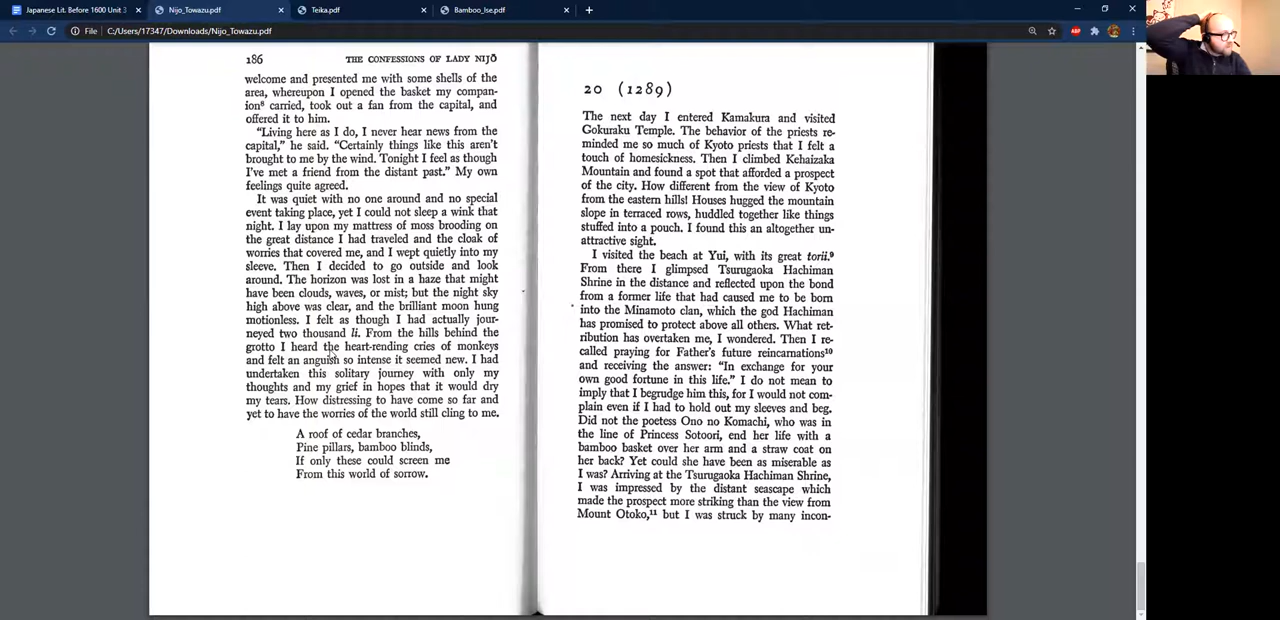 Japanese Lit. Before 1600 Unit 3
Nijo_Towazu.pdf
Teika.pdf
Bamboo_Ise.pdf
File
C:/Users/17347/Downloads/Nijo_Towazu.pdf
186
THE CONFESSIONS OF LADY NIJŌ
welcome and presented me with some shells of the
area, whereupon I opened the basket my compan-
ion⁸ carried, took out a fan from the capital, and
offered it to him.
"Living here as I do, I never hear news from the
capital," he said. "Certainly things like this aren't
brought to me by the wind. Tonight I feel as though
I've met a friend from the distant past." My own
feelings quite agreed.
It was quiet with no one around and no special
event taking place, yet I could not sleep a wink that
night. I lay upon my mattress of moss brooding on
the great distance I had traveled and the cloak of
worries that covered me, and I wept quietly into my
sleeve. Then I decided to go outside and look
around. The horizon was lost in a haze that might
have been clouds, waves, or mist; but the night sky
high above was clear, and the brilliant moon hung
motionless. I felt as though I had actually jour-
neyed two thousand li. From the hills behind the
grotto I heard the heart-rending cries of monkeys
and felt an anguish so intense it seemed new. I had
undertaken this solitary journey with only my
thoughts and my grief in hopes that it would dry
my tears. How distressing to have come so far and
yet to have the worries of the world still cling to me.
A roof of cedar branches,
Pine pillars, bamboo blinds,
If only these could screen me
From this world of sorrow.
20 (1289)
The next day I entered Kamakura and visited
Gokuraku Temple. The behavior of the priests re-
minded me so much of Kyoto priests that I felt a
touch of homesickness. Then I climbed Kehaizaka
Mountain and found a spot that afforded a prospect
of the city. How different from the view of Kyoto
from the eastern hills! Houses hugged the mountain
slope in terraced rows, huddled together like things
stuffed into a pouch. I found this an altogether un-
attractive sight.
I visited the beach at Yui, with its great torii.⁹
From there I glimpsed Tsurugaoka Hachiman
Shrine in the distance and reflected upon the bond
from a former life that had caused me to be born
into the Minamoto clan, which the god Hachiman
has promised to protect above all others. What ret-
ribution has overtaken me, I wondered. Then I re-
called praying for Father's future reincarnations¹⁰
and receiving the answer: "In exchange for your
own good fortune in this life." I do not mean to
imply that I begrudge him this, for I would not com-
plain even if I had to hold out my sleeves and beg.
Did not the poetess Ono no Komachi, who was in
the line of Princess Sotoori, end her life with a
bamboo basket over her arm and a straw coat on
her back? Yet could she have been as miserable as
I was? Arriving at the Tsurugaoka Hachiman Shrine,
I was impressed by the distant seascape which
made the prospect more striking than the view from
Mount Otoko,¹¹ but I was struck by many incon-